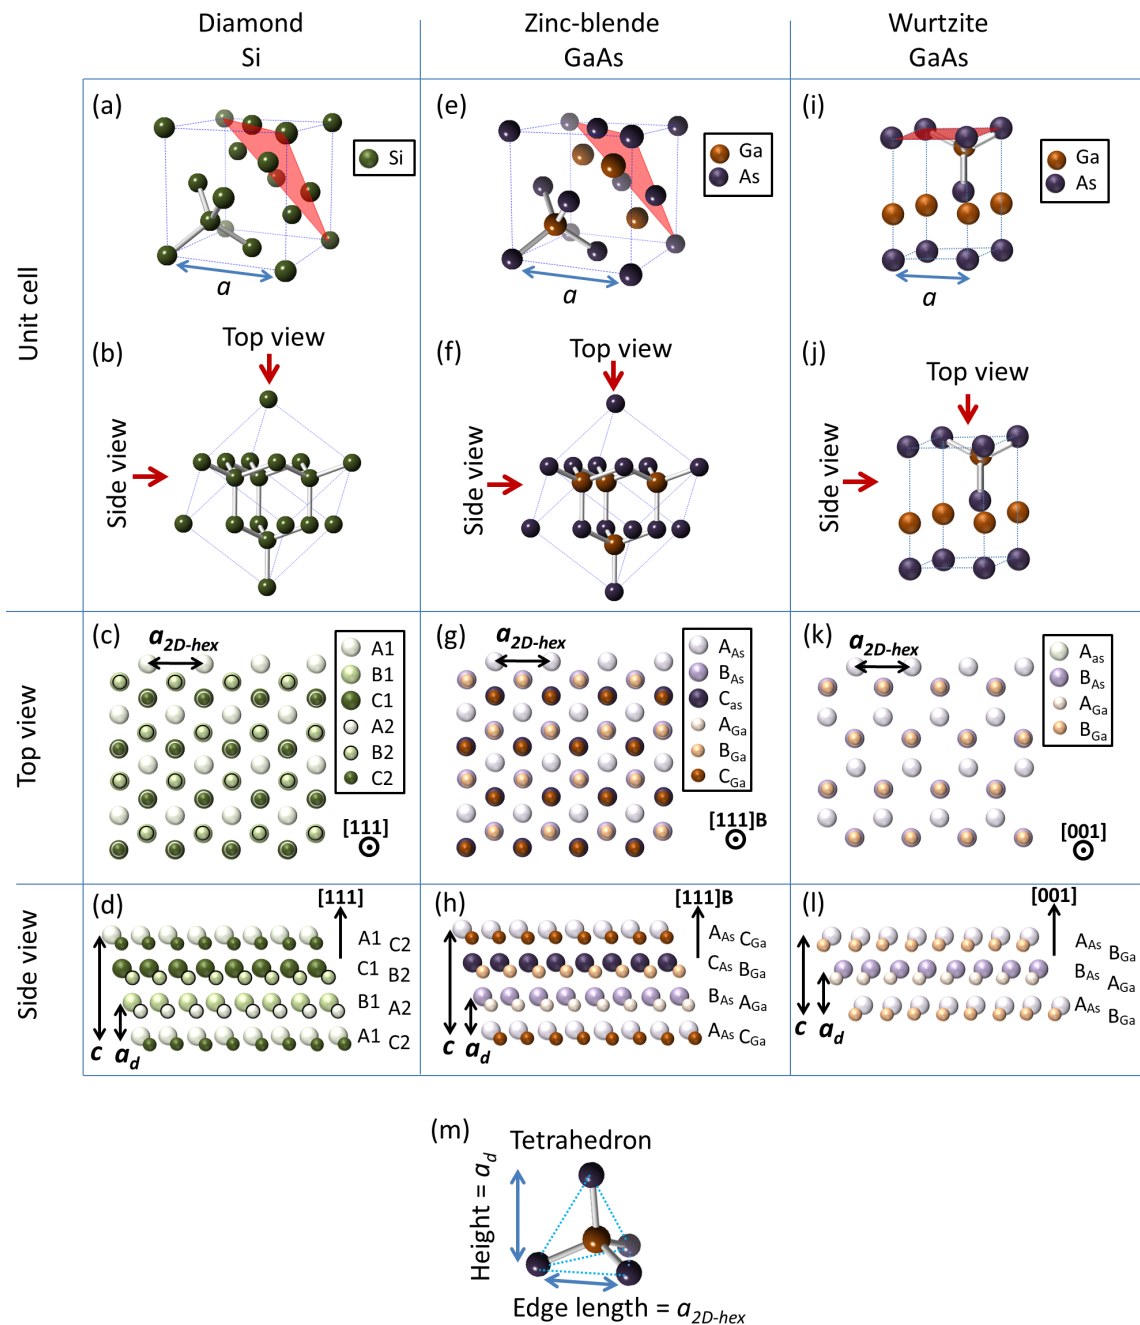 Diamond
Si
Zinc-blende
GaAs
Wurtzite
GaAs
Unit cell
(a)
Si
a
(e)
Ga
As
a
(i)
Ga
As
a
(b)
Top view
Side view
(f)
Top view
Side view
(j)
Top view
Side view
Top view
(c)
a2D-hex
A1
B1
C1
A2
B2
C2
[111]
(g)
a2D-hex
AAs
BAs
Cas
AGa
BGa
CGa
[111]B
(k)
a2D-hex
Aas
BAs
AGa
BGa
[001]
Side view
(d)
[111]
A1 C2
C1 B2
B1 A2
A1 C2
c
ad
(h)
[111]B
AAs CGa
CAs BGa
BAs AGa
AAs CGa
c
ad
(l)
[001]
AAs BGa
BAs AGa
AAs BGa
c
ad
(m)
Tetrahedron
Height = ad
Edge length = a2D-hex